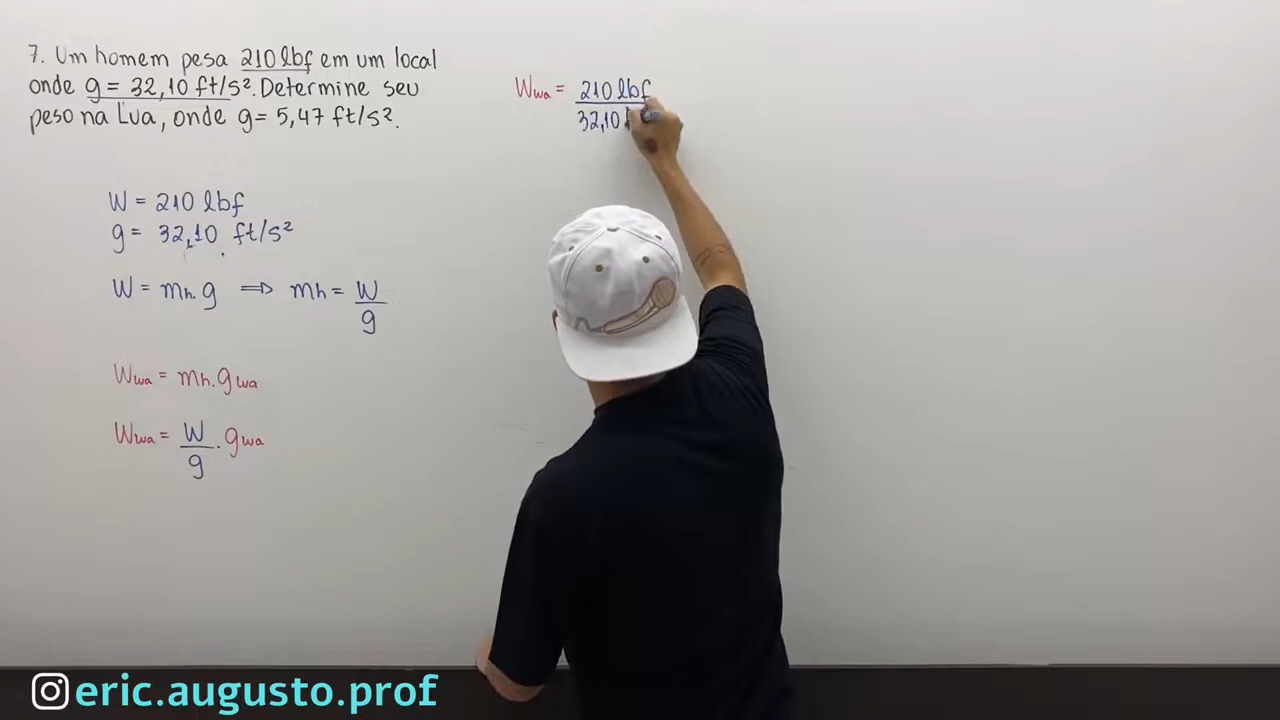 7. Um homem pesa 210 lbf em um local
onde g = 32,10 ft/s². Determine seu
peso na Lua, onde g = 5,47 ft/s².
W = 210 lbf
g = 32,10 ft/s²
W = mh.g ⟹ mh = W/g
Wwa = mh.gwa
Wwa = W/g . gwa
Wwa = 210 lbf / 32,10
eric.augusto.prof